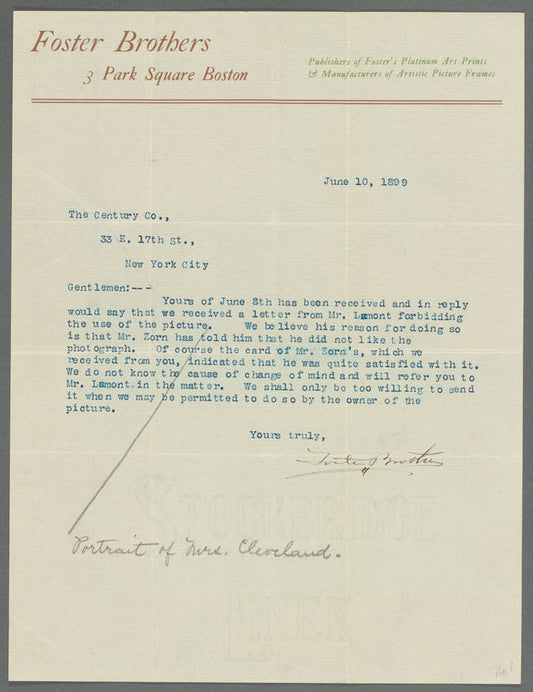 Foster Brothers
3 Park Square Boston
Publishers of Foster's Platinum Art Prints
& Manufacturers of Artistic Picture Frames
June 10, 1899
The Century Co.,
33 E. 17th St.,
New York City
Gentlemen:---
Yours of June 8th has been received and in reply
would say that we received a letter from Mr. Lamont forbidding
the use of the picture. We believe his reason for doing so
is that Mr. Zorn has told him that he did not like the
photograph. Of course the card of Mr. Zorn's, which we
received from you, indicated that he was quite satisfied with it.
We do not know the cause of change of mind and will refer you to
Mr. Lamont in the matter. We shall only be too willing to send
it when we may be permitted to do so by the owner of the
picture.
Yours truly,
Foster Brothers
Portrait of Mrs. Cleveland.